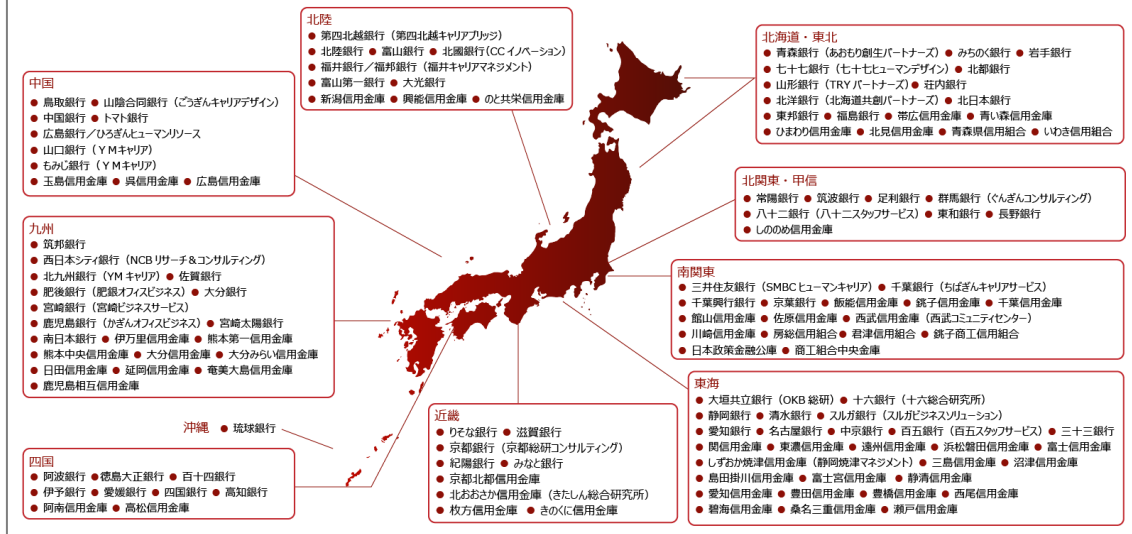 北陸
● 第四北越銀行（第四北越キャリアブリッジ）
● 北陸銀行 ● 富山銀行 ● 北國銀行（CCイノベーション）
● 福井銀行／福邦銀行（福井キャリアマネジメント）
● 富山第一銀行 ● 大光銀行
● 新潟信用金庫 ● 興能信用金庫 ● のと共栄信用金庫
北海道・東北
● 青森銀行（あおもり創生パートナーズ） ● みちのく銀行 ● 岩手銀行
● 七十七銀行（七十七ヒューマンデザイン） ● 北都銀行
● 山形銀行（TRYパートナーズ） ● 荘内銀行
● 北洋銀行（北海道共創パートナーズ） ● 北日本銀行
● 東邦銀行 ● 福島銀行 ● 帯広信用金庫 ● 青い森信用金庫
● ひまわり信用金庫 ● 北見信用金庫 ● 青森県信用組合 ● いわき信用組合
中国
● 鳥取銀行 ● 山陰合同銀行（ごうぎんキャリアデザイン）
● 中国銀行 ● トマト銀行
● 広島銀行／ひろぎんヒューマンリソース
● 山口銀行（ＹＭキャリア）
● もみじ銀行（ＹＭキャリア）
● 玉島信用金庫 ● 呉信用金庫 ● 広島信用金庫
北関東・甲信
● 常陽銀行 ● 筑波銀行 ● 足利銀行 ● 群馬銀行（ぐんぎんコンサルティング）
● 八十二銀行（八十二スタッフサービス） ● 東和銀行 ● 長野銀行
● しののめ信用金庫
九州
● 筑邦銀行
● 西日本シティ銀行（NCBリサーチ＆コンサルティング）
● 北九州銀行（YMキャリア） ● 佐賀銀行
● 肥後銀行（肥銀オフィスビジネス） ● 大分銀行
● 宮崎銀行（宮崎ビジネスサービス）
● 鹿児島銀行（かぎんオフィスビジネス） ● 宮崎太陽銀行
● 南日本銀行 ● 伊万里信用金庫 ● 熊本第一信用金庫
● 熊本中央信用金庫 ● 大分信用金庫 ● 大分みらい信用金庫
● 日田信用金庫 ● 延岡信用金庫 ● 奄美大島信用金庫
● 鹿児島相互信用金庫
南関東
● 三井住友銀行（SMBCヒューマンキャリア） ● 千葉銀行（ちばぎんキャリアサービス）
● 千葉興行銀行 ● 京葉銀行 ● 飯能信用金庫 ● 銚子信用金庫 ● 千葉信用金庫
● 館山信用金庫 ● 佐原信用金庫 ● 西武信用金庫（西武コミュニティセンター）
● 川崎信用金庫 ● 房総信用組合 ● 君津信用組合 ● 銚子商工信用組合
● 日本政策金融公庫 ● 商工組合中央金庫
東海
● 大垣共立銀行（OKB総研） ● 十六銀行（十六総合研究所）
● 静岡銀行 ● 清水銀行 ● スルガ銀行（スルガビジネスソリューション）
● 愛知銀行 ● 名古屋銀行 ● 中京銀行 ● 百五銀行（百五スタッフサービス） ● 三十三銀行
● 関信用金庫 ● 東濃信用金庫 ● 遠州信用金庫 ● 浜松磐田信用金庫 ● 富士信用金庫
● しずおか焼津信用金庫（静岡焼津マネジメント） ● 三島信用金庫 ● 沼津信用金庫
● 島田掛川信用金庫 ● 富士宮信用金庫 ● 静清信用金庫
● 愛知信用金庫 ● 豊田信用金庫 ● 豊橋信用金庫 ● 西尾信用金庫
● 碧海信用金庫 ● 桑名三重信用金庫 ● 瀬戸信用金庫
近畿
● りそな銀行 ● 滋賀銀行
● 京都銀行（京都総研コンサルティング）
● 紀陽銀行 ● みなと銀行
● 京都北都信用金庫
● 北おおさか信用金庫（きたしん総合研究所）
● 枚方信用金庫 ● きのくに信用金庫
沖縄 ● 琉球銀行
四国
● 阿波銀行 ● 徳島大正銀行 ● 百十四銀行
● 伊予銀行 ● 愛媛銀行 ● 四国銀行 ● 高知銀行
● 阿南信用金庫 ● 高松信用金庫